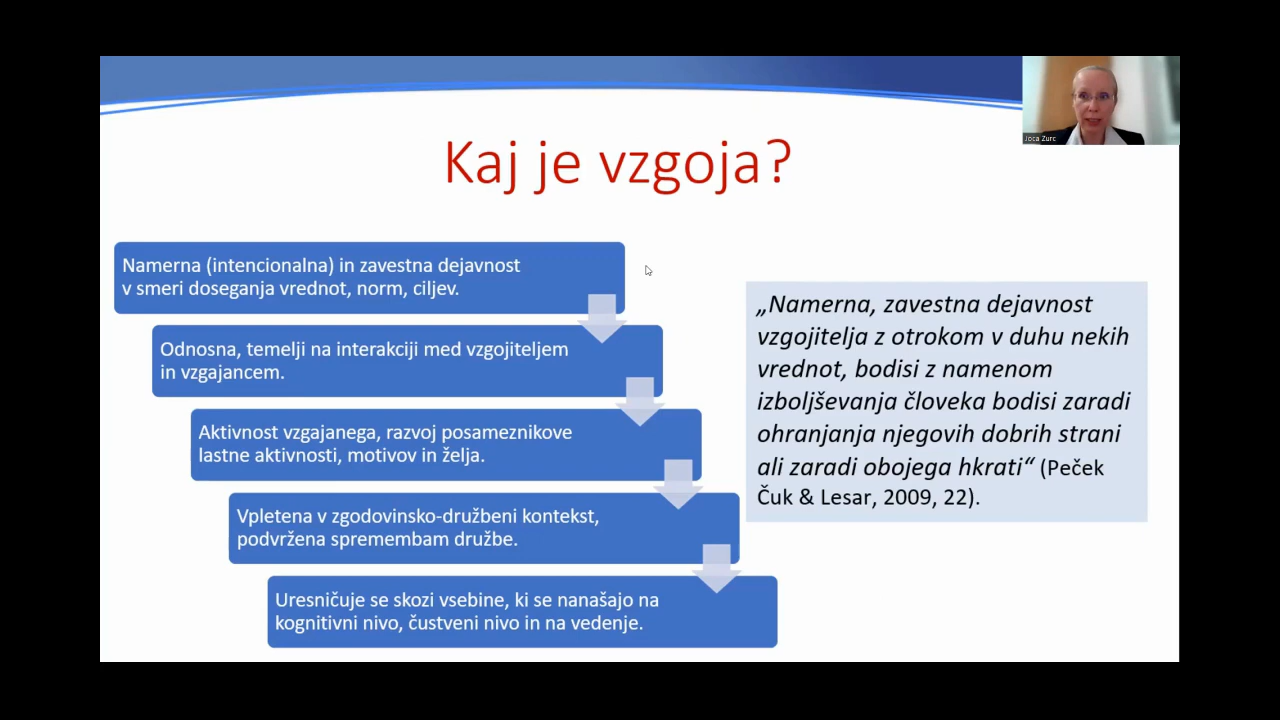 Joca Zurc
Kaj je vzgoja?
Namerna (intencionalna) in zavestna dejavnost
v smeri doseganja vrednot, norm, ciljev.
Odnosna, temelji na interakciji med vzgojiteljem
in vzgajancem.
Aktivnost vzgajanega, razvoj posameznikove
lastne aktivnosti, motivov in želja.
Vpletena v zgodovinsko-družbeni kontekst,
podvržena spremembam družbe.
Uresničuje se skozi vsebine, ki se nanašajo na
kognitivni nivo, čustveni nivo in na vedenje.
„Namerna, zavestna dejavnost
vzgojitelja z otrokom v duhu nekih
vrednot, bodisi z namenom
izboljševanja človeka bodisi zaradi
ohranjanja njegovih dobrih strani
ali zaradi obojega hkrati“ (Peček
Čuk & Lesar, 2009, 22).